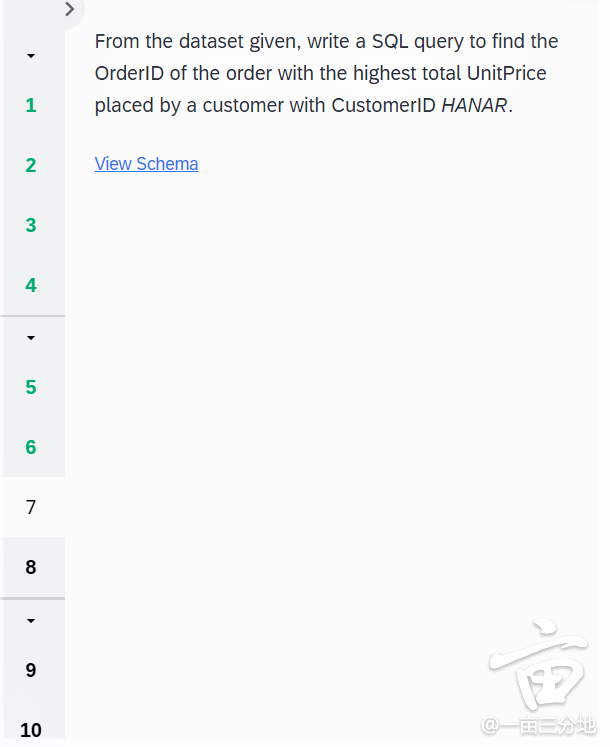 From the dataset given, write a SQL query to find the
OrderID of the order with the highest total UnitPrice
placed by a customer with CustomerID HANAR.
View Schema
1
2
3
4
5
6
7
8
9
10
亩
@一亩三分地